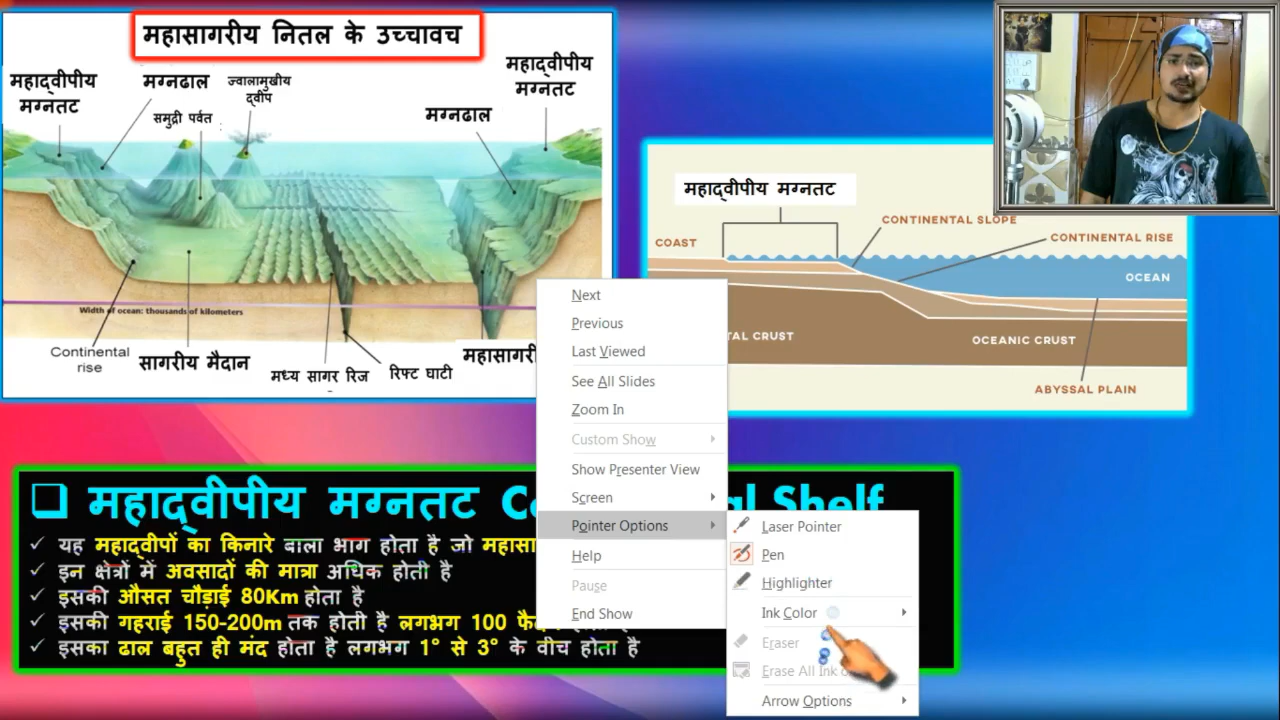 महासागरीय नितल के उच्चावच
महाद्वीपीय
मग्नतट
मग्नढाल
समुद्री पर्वत
ज्वालामुखीय
द्वीप
मग्नढाल
महाद्वीपीय
मग्नतट
Width of ocean: thousands of kilometers
Continental
rise
सागरीय मैदान
मध्य सागर रिज
रिफ्ट घाटी
महाद्वीपीय मग्नतट
CONTINENTAL SLOPE
COAST
CONTINENTAL RISE
OCEAN
CRUST
OCEANIC CRUST
ABYSSAL PLAIN
महाद्वीपीय मग्नतट Shelf
यह महाद्वीपों का किनारे बाला भाग होता है जो
इन क्षेत्रों में अवसादों की मात्रा अधिक होती है
इसकी औसत चौड़ाई 80Km होता है
इसकी गहराई 150-200m तक होती है लगभग 100
इसका ढाल बहुत ही मंद होता है लगभग 1° से 3° के वीच होता है
Next
Previous
Last Viewed
See All Slides
Zoom In
Custom Show
Show Presenter View
Screen
Pointer Options
Help
Pause
End Show
Laser Pointer
Pen
Highlighter
Ink Color
Eraser
Erase All Ink
Arrow Options